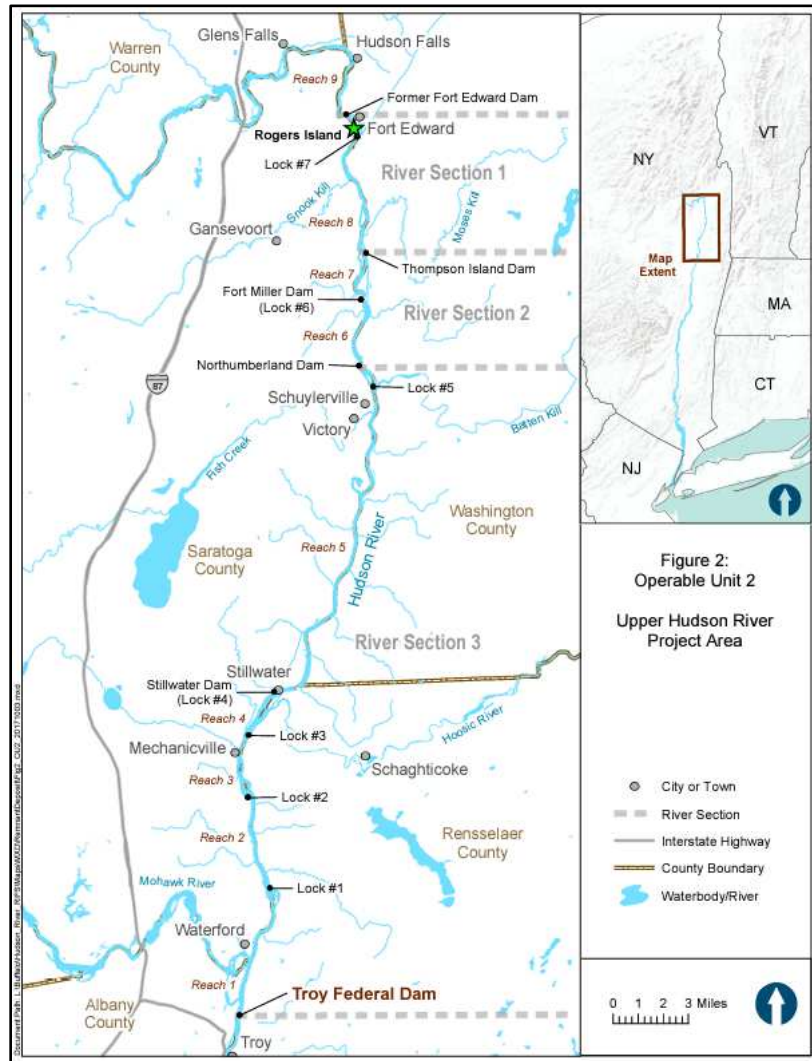 Glens Falls
Hudson Falls
Warren
County
Reach 9
Former Fort Edward Dam
Fort Edward
Rogers Island
Lock #7
River Section 1
Snook Kill
Moses Kill
Gansevoort
Reach 8
Thompson Island Dam
Reach 7
Fort Miller Dam
(Lock #6)
River Section 2
Reach 6
Northumberland Dam
87
Lock #5
Schuylerville
Victory
Batten Kill
Fish Creek
Washington
County
Saratoga
County
Reach 5
Hudson River
River Section 3
Stillwater
Stillwater Dam
(Lock #4)
Reach 4
Hoosic River
Lock #3
Mechanicville
Schaghticoke
Reach 3
Lock #2
Reach 2
Rensselaer
County
Mohawk River
Lock #1
Waterford
Reach 1
Albany
County
Troy Federal Dam
Troy
NY
VT
Map
Extent
MA
CT
NJ
Figure 2:
Operable Unit 2
Upper Hudson River
Project Area
City or Town
River Section
Interstate Highway
County Boundary
Waterbody/River
0 1 2 3 Miles